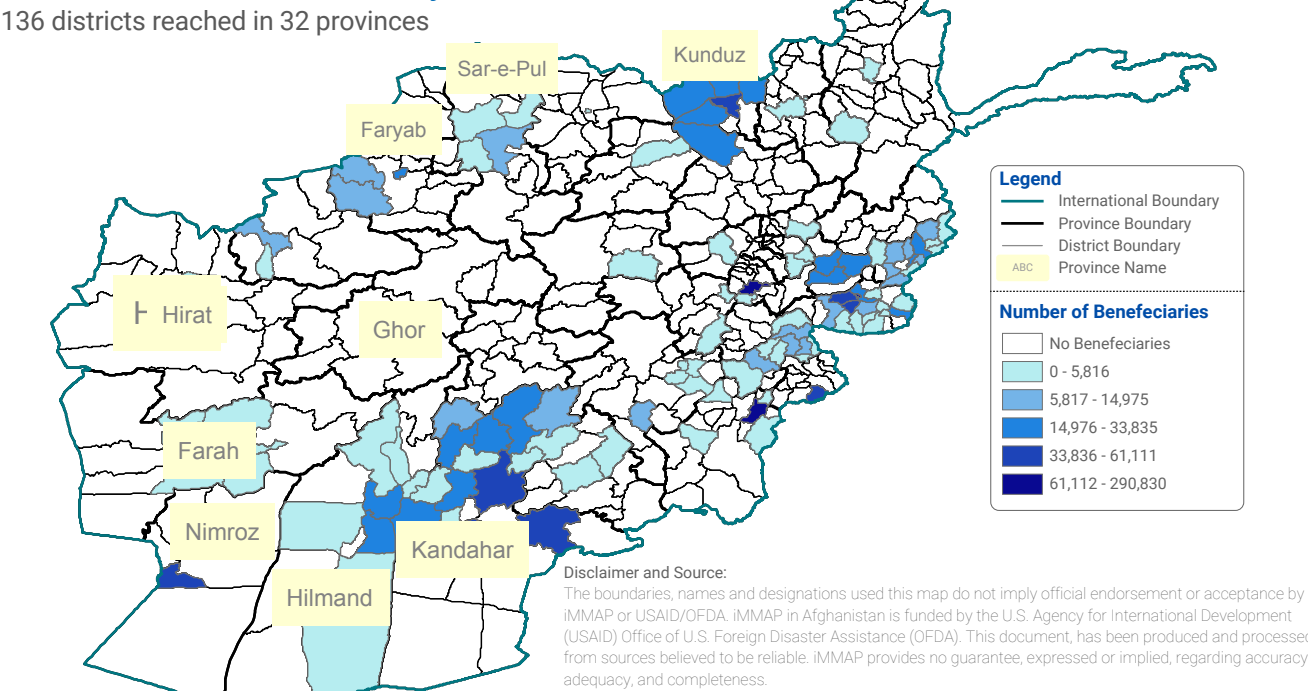 136 districts reached in 32 provinces
Kunduz
Sar-e-Pul
Faryab
Hirat
Ghor
Farah
Nimroz
Kandahar
Hilmand
Legend
International Boundary
Province Boundary
District Boundary
ABC Province Name
Number of Benefeciaries
No Benefeciaries
0 - 5,816
5,817 - 14,975
14,976 - 33,835
33,836 - 61,111
61,112 - 290,830
Disclaimer and Source:
The boundaries, names and designations used this map do not imply official endorsement or acceptance by
iMMAP or USAID/OFDA. iMMAP in Afghanistan is funded by the U.S. Agency for International Development
(USAID) Office of U.S. Foreign Disaster Assistance (OFDA). This document, has been produced and processed
from sources believed to be reliable. iMMAP provides no guarantee, expressed or implied, regarding accuracy
adequacy, and completeness.